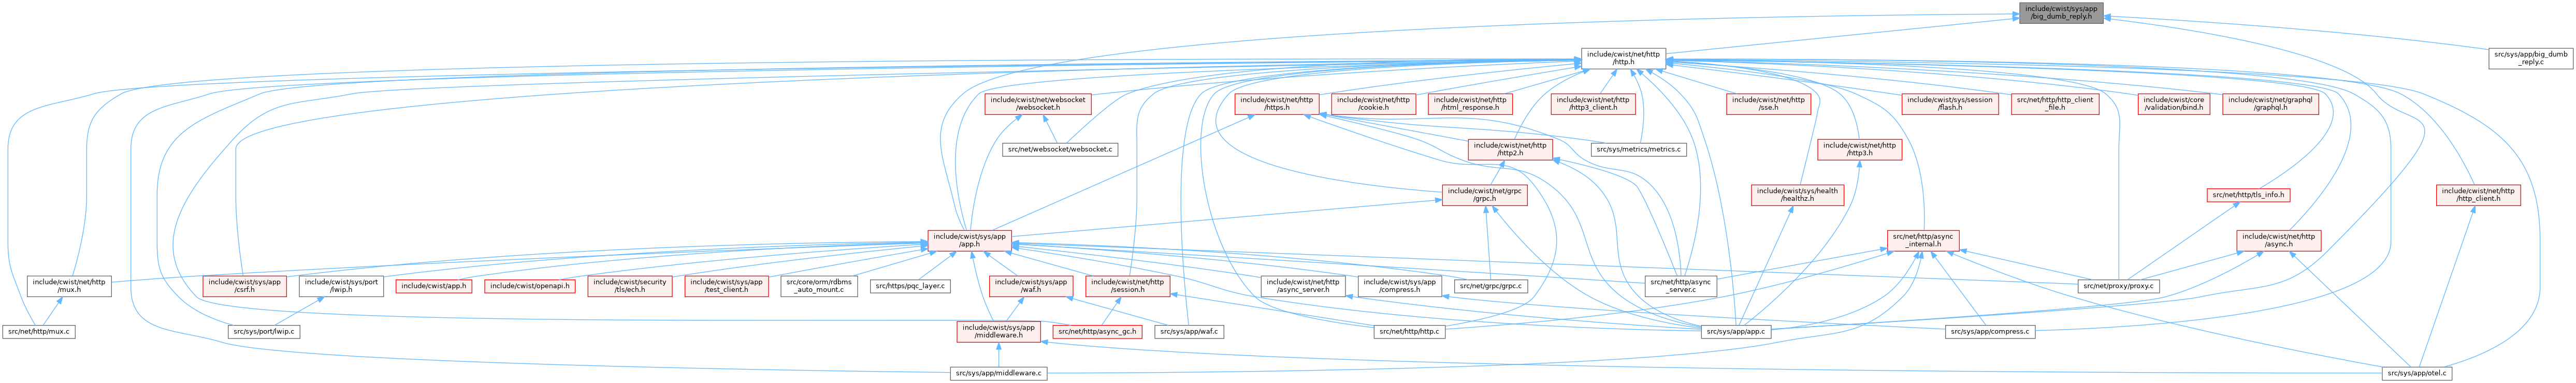 include/cwist/sys/app
/big_dumb_reply.h
include/cwist/net/http
/http.h
src/sys/app/big_dumb
_reply.c
include/cwist/net/websocket
/websocket.h
include/cwist/net/http
/https.h
include/cwist/net/http
/cookie.h
include/cwist/net/http
/html_response.h
include/cwist/net/http
/http3_client.h
include/cwist/net/http
/sse.h
include/cwist/sys/session
/flash.h
src/net/http/http_client
_file.h
include/cwist/core
/validation/bind.h
include/cwist/net/graphql
/graphql.h
src/net/websocket/websocket.c
include/cwist/net/http
/http2.h
src/sys/metrics/metrics.c
include/cwist/net/http
/http3.h
include/cwist/net/grpc
/grpc.h
include/cwist/sys/health
/healthz.h
src/net/http/tls_info.h
include/cwist/net/http
/http_client.h
include/cwist/sys/app
/app.h
src/net/http/async
_internal.h
include/cwist/net/http
/async.h
include/cwist/net/http
/mux.h
include/cwist/sys/app
/csrf.h
include/cwist/sys/port
/lwip.h
include/cwist/app.h
include/cwist/openapi.h
include/cwist/security
/tls/ech.h
include/cwist/sys/app
/test_client.h
src/core/orm/rdbms
_auto_mount.c
src/https/pqc_layer.c
include/cwist/sys/app
/waf.h
include/cwist/net/http
/session.h
include/cwist/net/http
/async_server.h
include/cwist/sys/app
/compress.h
src/net/grpc/grpc.c
src/net/http/async
_server.c
src/net/proxy/proxy.c
src/net/http/mux.c
src/sys/port/lwip.c
include/cwist/sys/app
/middleware.h
src/net/http/async_gc.h
src/sys/app/waf.c
src/net/http/http.c
src/sys/app/app.c
src/sys/app/compress.c
src/sys/app/middleware.c
src/sys/app/otel.c